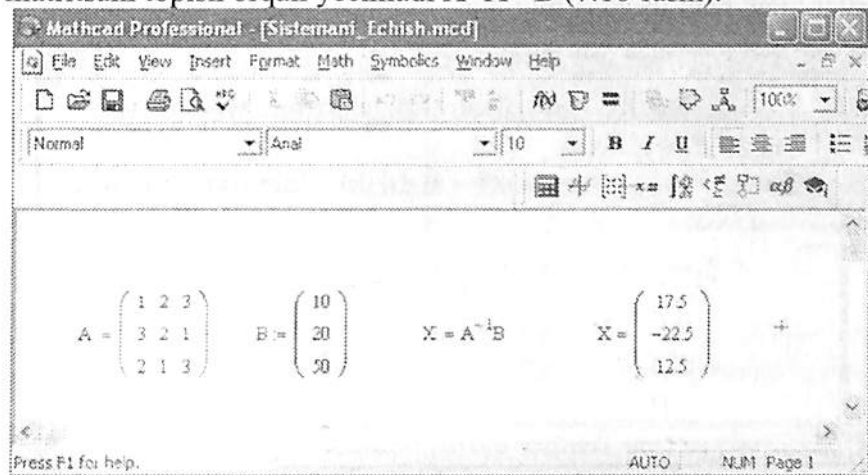 Mathcad Professional - [Sistemani_Echish.mcd]
File Edit View Insert Format Math Symbolics Window Help
100%
Normal Arial 10 B I U
αβ
A = ( 1 2 3 ) B := ( 10 ) X = A⁻¹B X = ( 17.5 )
3 2 1 20 -22.5
2 1 3 50 12.5
Press F1 for help. AUTO NUM Page 1